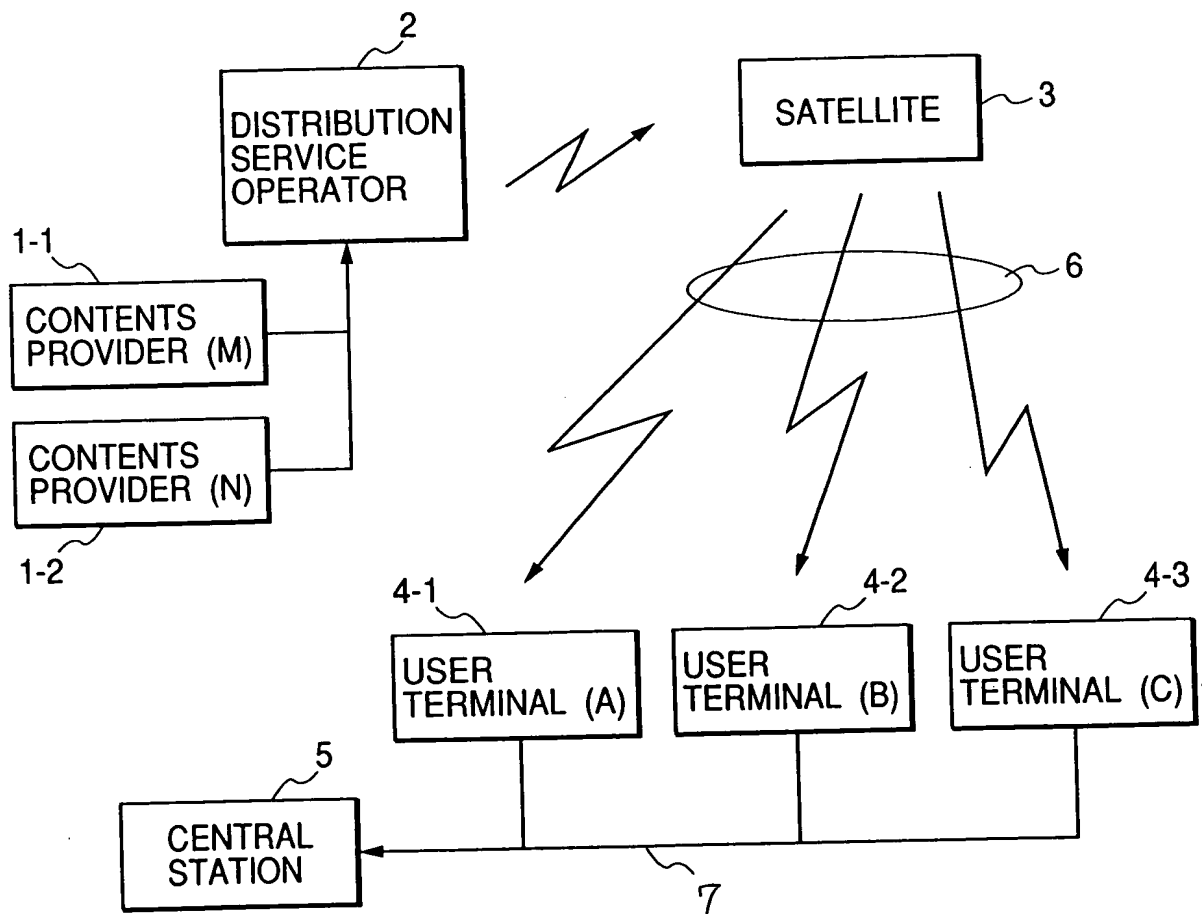 2
DISTRIBUTION
SERVICE
OPERATOR
SATELLITE
3
1-1
CONTENTS
PROVIDER (M)
6
CONTENTS
PROVIDER (N)
1-2
4-1
4-2
4-3
USER
TERMINAL (A)
USER
TERMINAL (B)
USER
TERMINAL (C)
5
CENTRAL
STATION
7